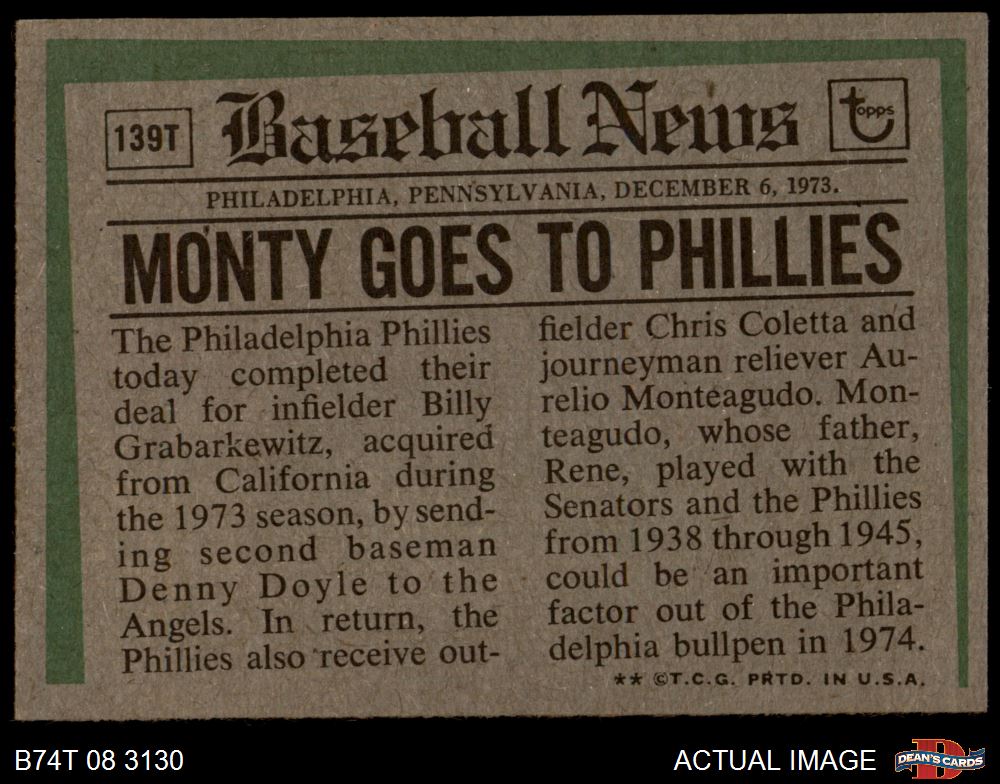 139T
Baseball News
topps
PHILADELPHIA, PENNSYLVANIA, DECEMBER 6, 1973.
MONTY GOES TO PHILLIES
The Philadelphia Phillies
today completed their
deal for infielder Billy
Grabarkewitz, acquired
from California during
the 1973 season, by send-
ing second baseman
Denny Doyle to the
Angels. In return, the
Phillies also receive out-
fielder Chris Coletta and
journeyman reliever Au-
relio Monteagudo. Mon-
teagudo, whose father,
Rene, played with the
Senators and the Phillies
from 1938 through 1945,
could be an important
factor out of the Phila-
delphia bullpen in 1974.
** ©T.C.G. PRTD. IN U.S.A.
B74T 08 3130
ACTUAL IMAGE
D
DEAN'S CARDS